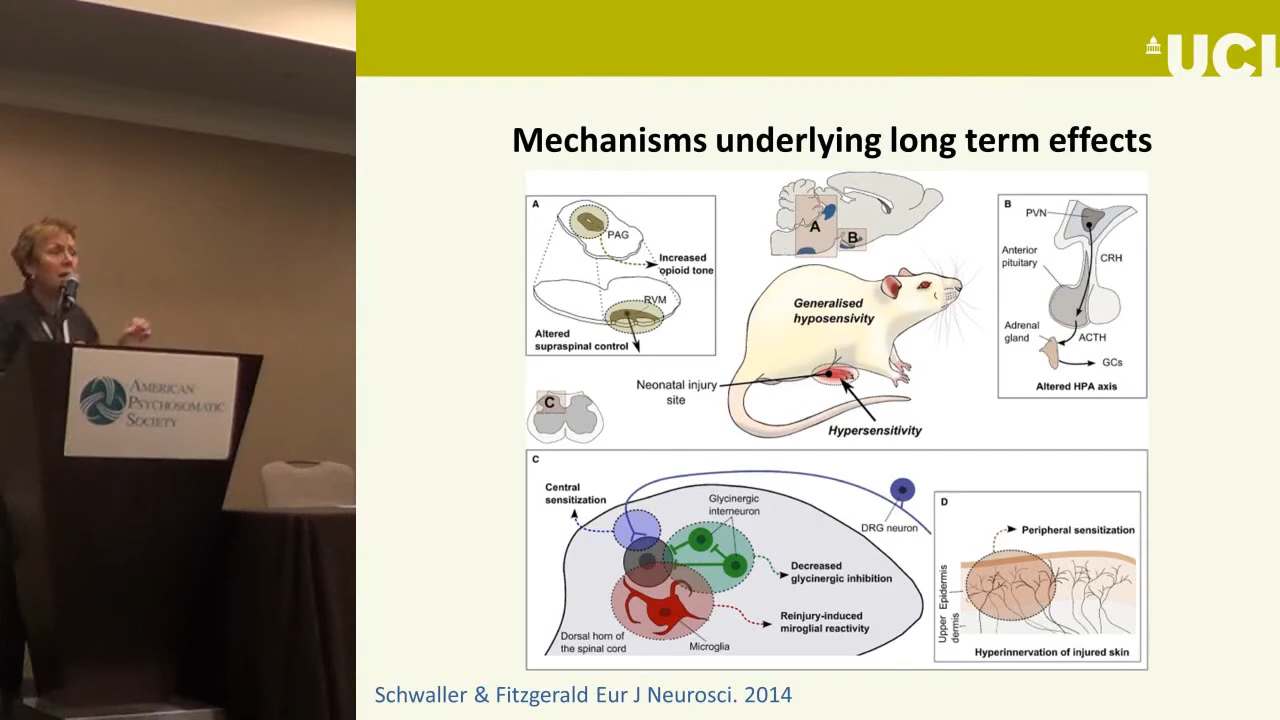 UCL
Mechanisms underlying long term effects
A
PAG
Increased
opioid tone
RVM
Altered
supraspinal control
A
B
Generalised
hyposensivity
Neonatal injury
site
Hypersensitivity
B
PVN
Anterior
pituitary
CRH
Adrenal
gland
ACTH
GCs
Altered HPA axis
C
C
Central
sensitization
Glycinergic
interneuron
DRG neuron
Decreased
glycinergic inhibition
Reinjury-induced
miroglial reactivity
Dorsal horn of
the spinal cord
Microglia
D
Peripheral sensitization
Epidermis
Upper
dermis
Hyperinnervation of injured skin
Schwaller & Fitzgerald Eur J Neurosci. 2014
AMERICAN
PSYCHOSOMATIC
SOCIETY